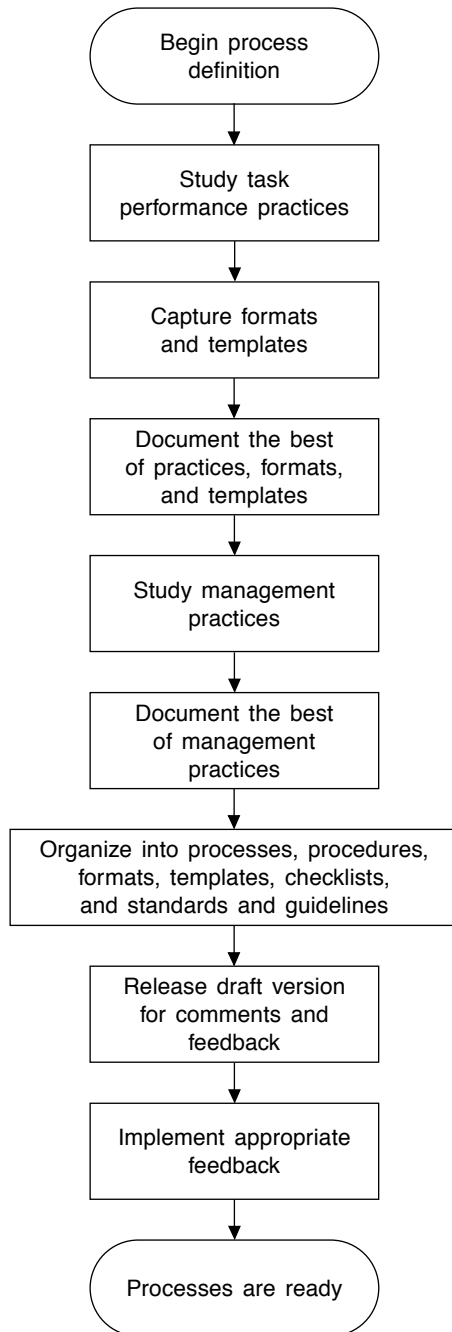 Begin process
definition
Study task
performance practices
Capture formats
and templates
Document the best
of practices, formats,
and templates
Study management
practices
Document the best
of management
practices
Organize into processes, procedures,
formats, templates, checklists,
and standards and guidelines
Release draft version
for comments and
feedback
Implement appropriate
feedback
Processes are ready